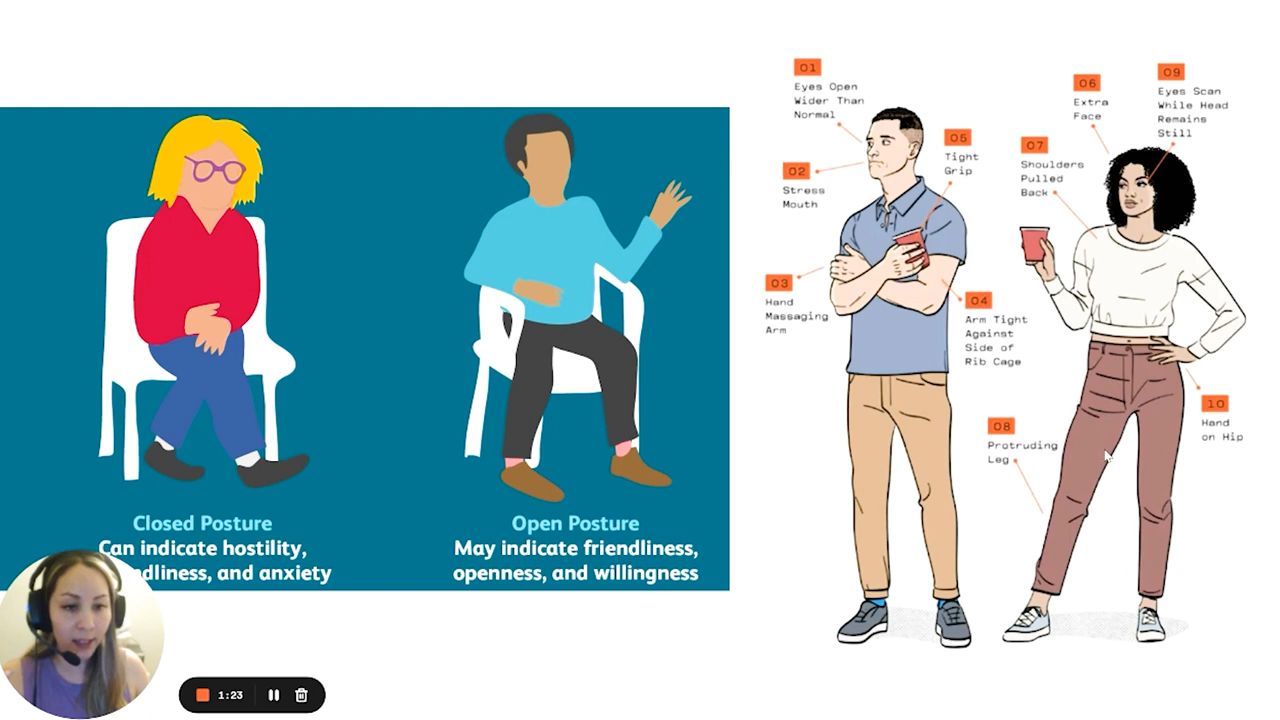 Closed Posture
Can indicate hostility,
and anxiety
Open Posture
May indicate friendliness,
openness, and willingness
01
Eyes Open
Wider Than
Normal
02
Stress
Mouth
03
Hand
Massaging
Arm
04
Arm Tight
Against
Side of
Rib Cage
05
Tight
Grip
06
Extra
Face
07
Shoulders
Pulled
Back
08
Protruding
Leg
09
Eyes Scan
While Head
Remains
Still
10
Hand
on Hip
1:23